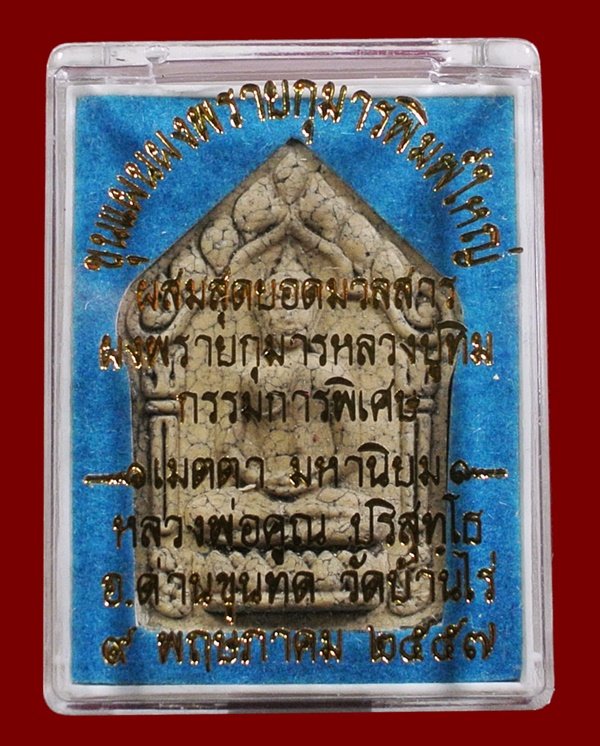 ขุนแผนผงพรายกุมารพิมพ์ใหญ่
ผสมสุดยอดมวลสาร
ผงพรายกุมารหลวงปู่ทิม
กรรมการพิเศษ
เมตตา มหานิยม
หลวงพ่อคูณ ปริสุทฺโธ
อ.ด่านขุนทด วัดบ้านไร่
๙ พฤษภาคม ๒๕๕๗